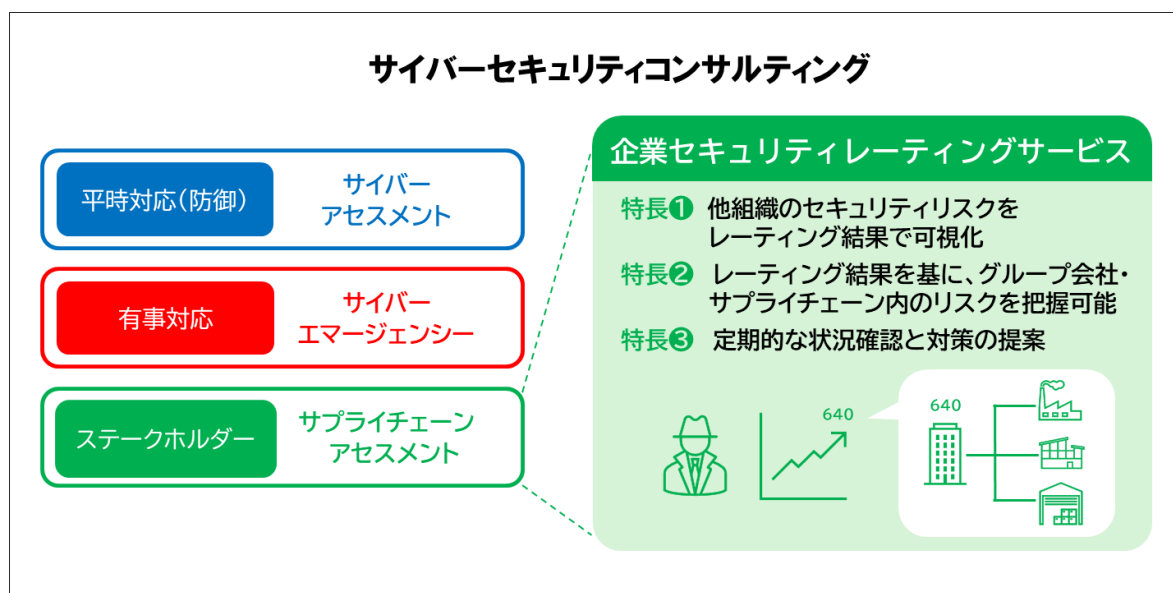 サイバーセキュリティコンサルティング
平時対応(防御)
サイバー
アセスメント
有事対応
サイバー
エマージェンシー
ステークホルダー
サプライチェーン
アセスメント
企業セキュリティレーティングサービス
特長❶ 他組織のセキュリティリスクを
レーティング結果で可視化
特長❷ レーティング結果を基に、グループ会社・
サプライチェーン内のリスクを把握可能
特長❸ 定期的な状況確認と対策の提案
640
640